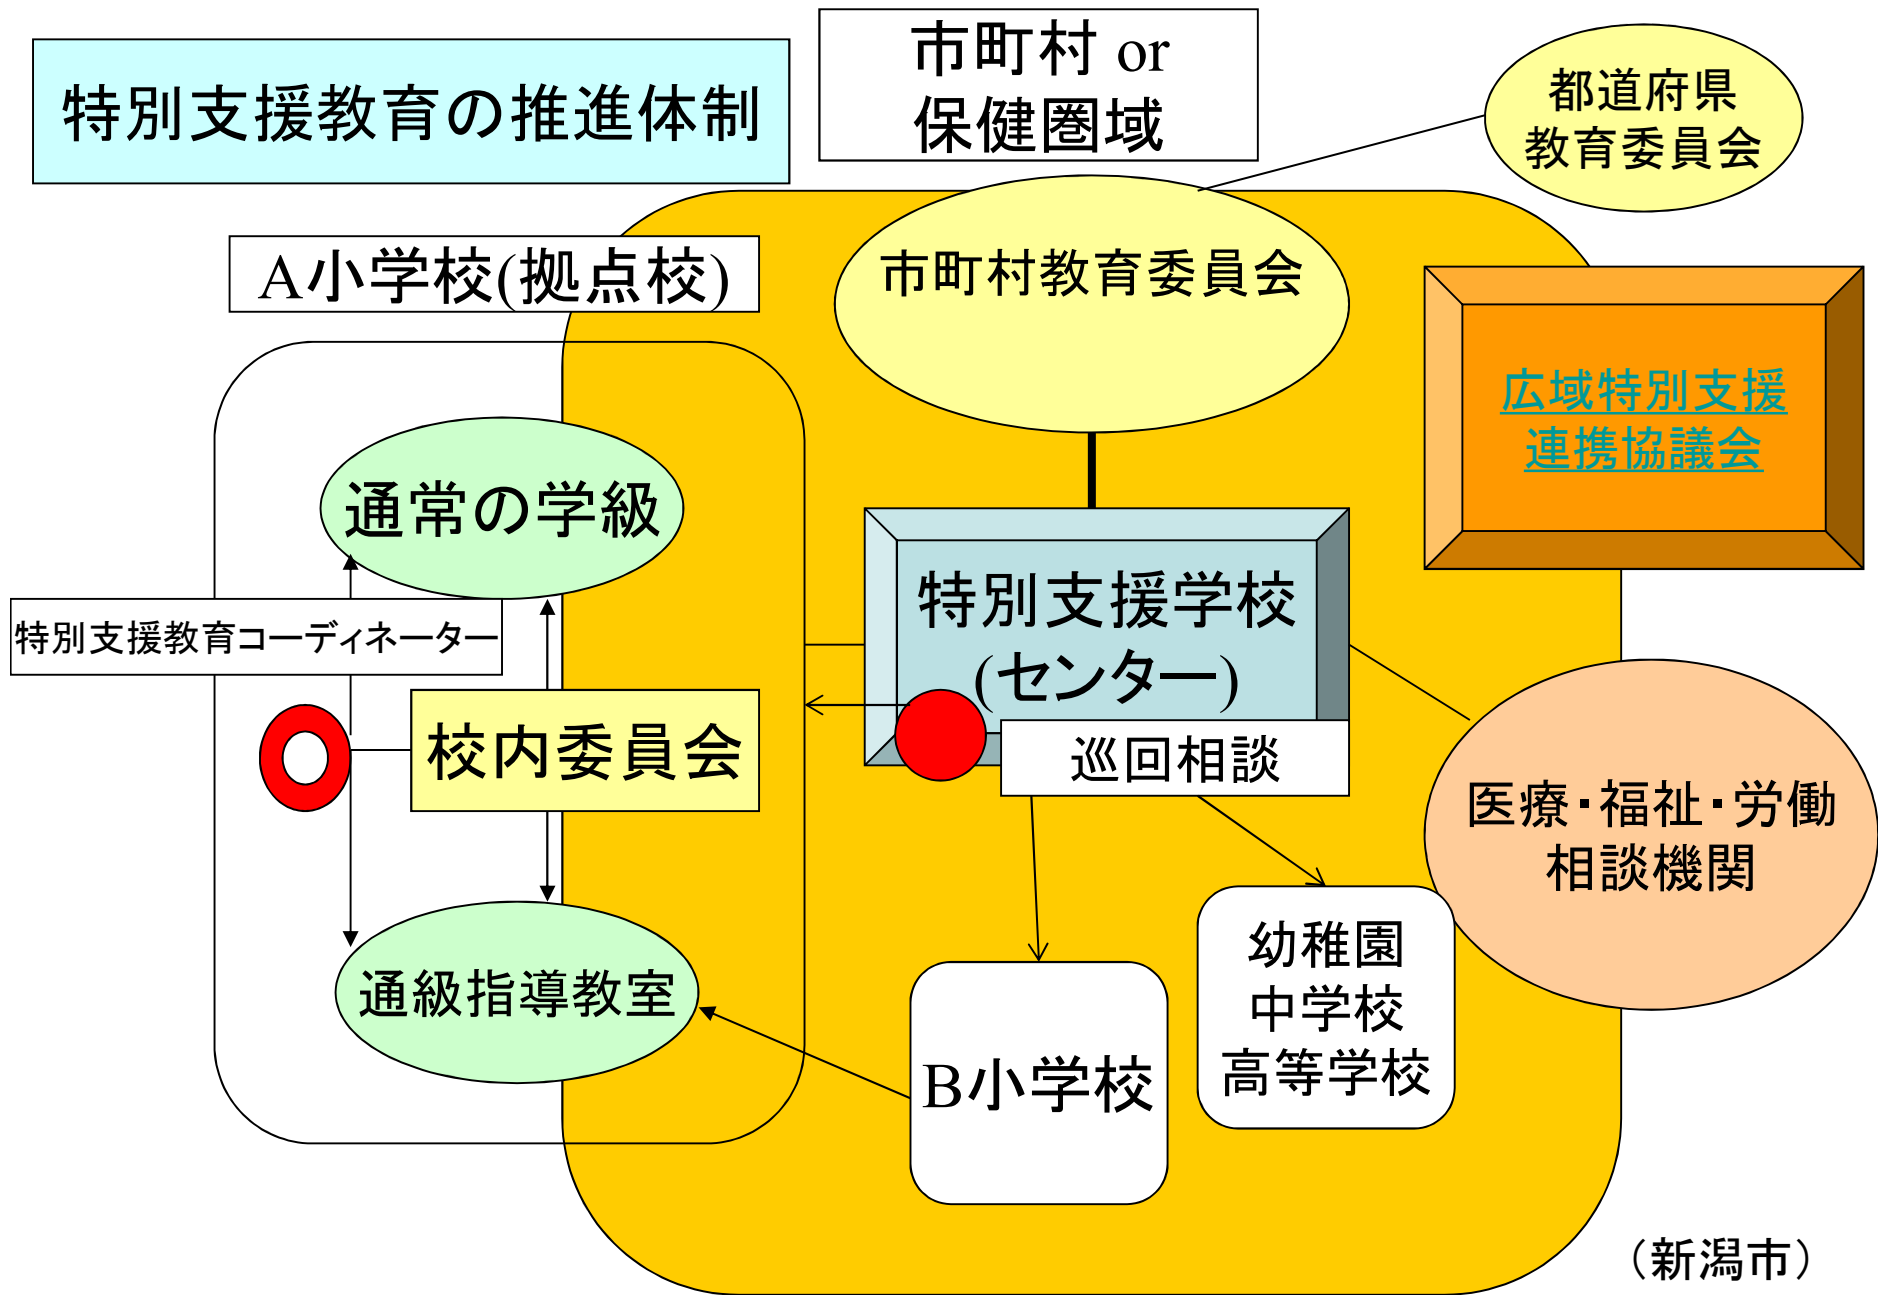 特別支援教育の推進体制
市町村 or
保健圏域
都道府県
教育委員会
A小学校(拠点校)
市町村教育委員会
広域特別支援
連携協議会
通常の学級
特別支援教育コーディネーター
特別支援学校
(センター)
校内委員会
巡回相談
医療・福祉・労働
相談機関
通級指導教室
B小学校
幼稚園
中学校
高等学校
（新潟市）